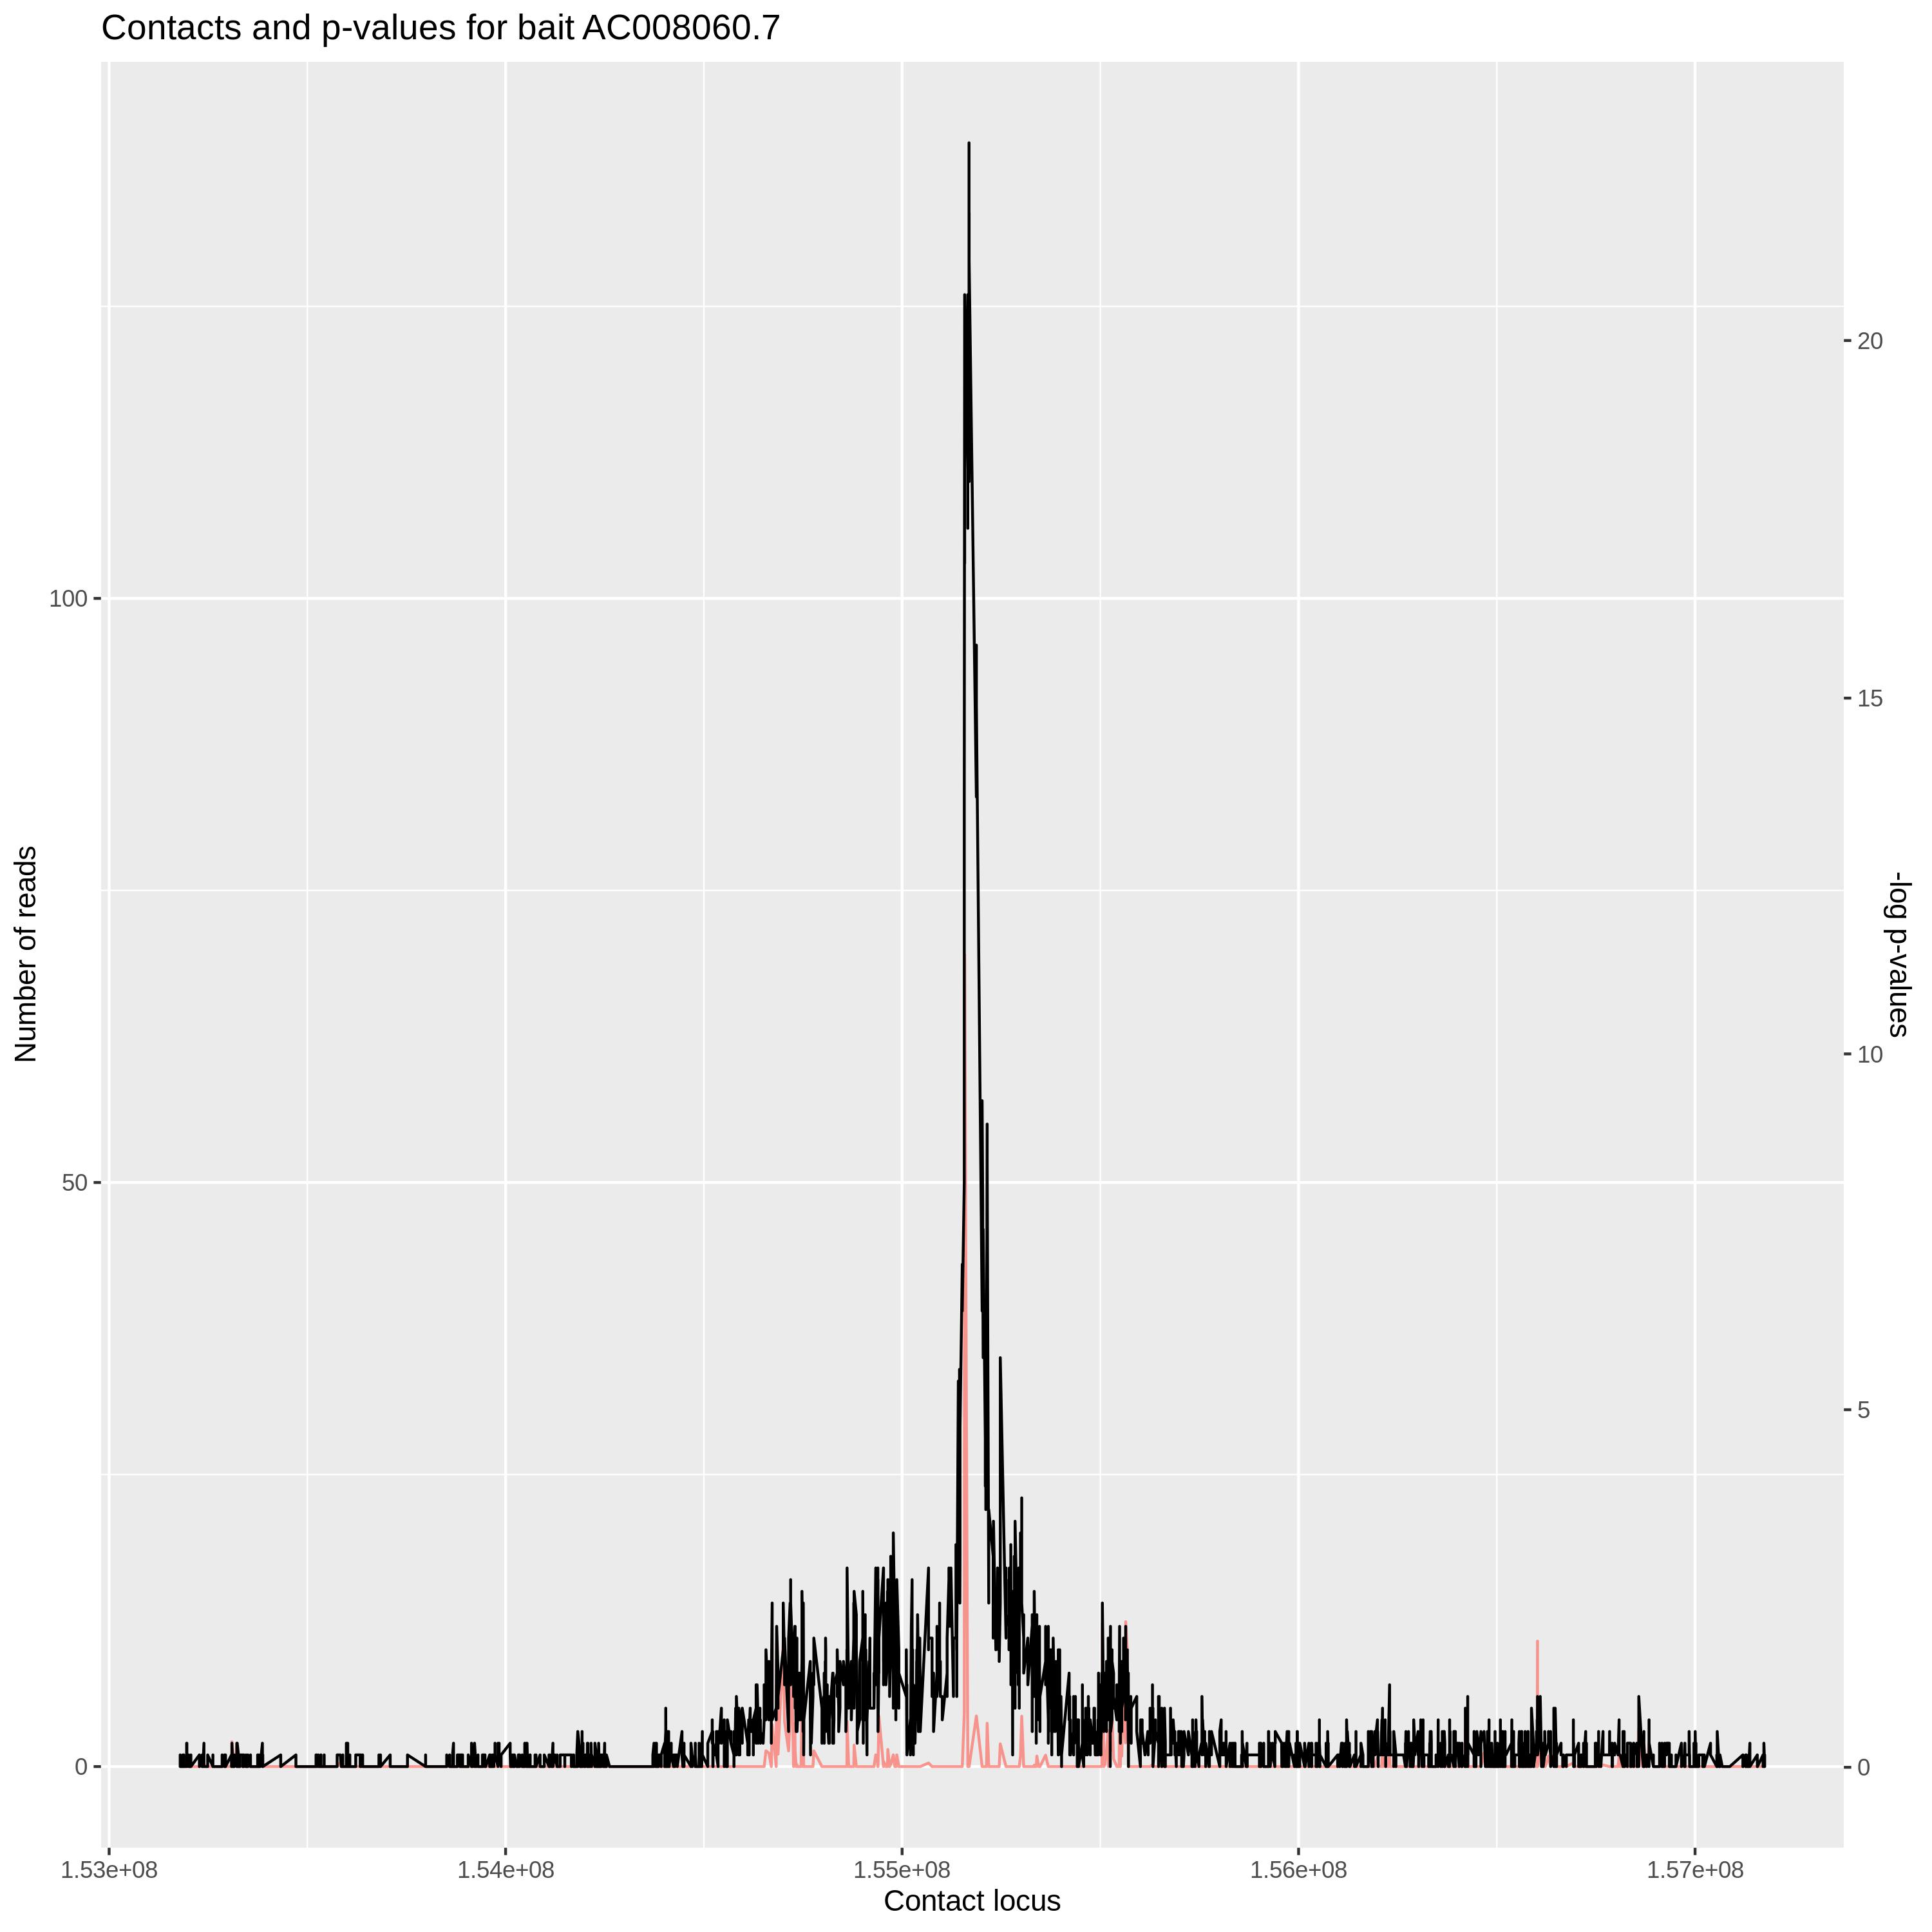 Contacts and p-values for bait AC008060.7
Number of reads
100
50
0
20
15
10
5
0
-log p-values
1.53e+08 1.54e+08 1.55e+08 1.56e+08 1.57e+08
Contact locus